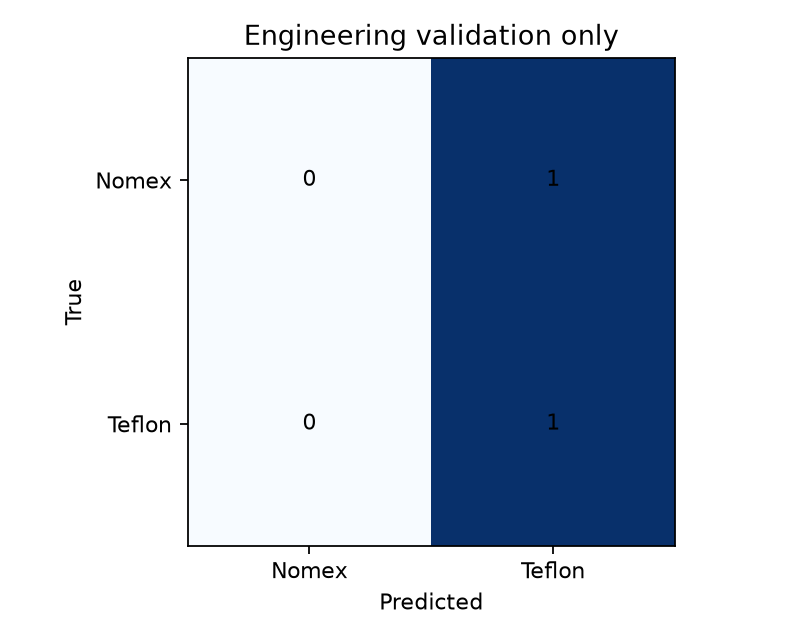 Engineering validation only
Nomex
0
1
True
Teflon
0
1
Nomex
Teflon
Predicted